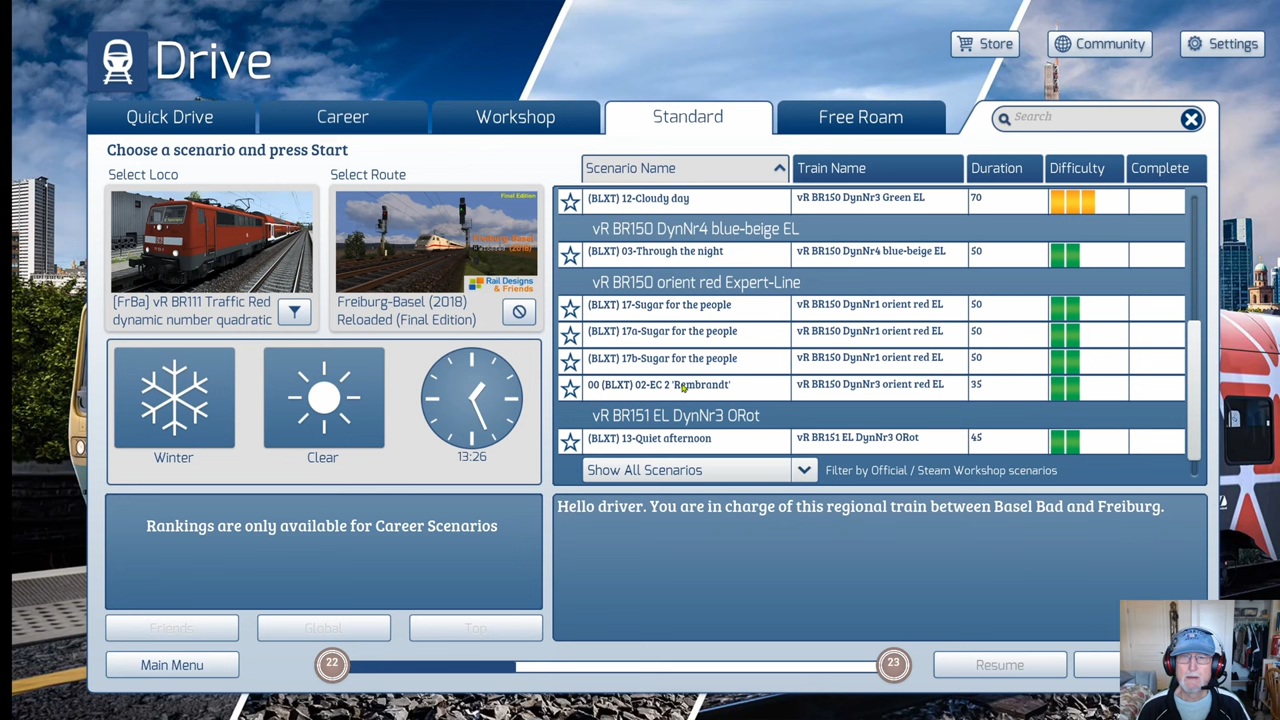 Drive
Store
Community
Settings
Quick Drive
Career
Workshop
Standard
Free Roam
Search
Choose a scenario and press Start
Select Loco
Select Route
Final Edition
Rail Designs
& Friends
[FrBa] vR BR111 Traffic Red
dynamic number quadratic
Freiburg-Basel (2018)
Reloaded (Final Edition)
Winter
Clear
13:26
Scenario Name
Train Name
Duration
Difficulty
Complete
(BLXT) 12-Cloudy day
vR BR150 DynNr3 Green EL
70
vR BR150 DynNr4 blue-beige EL
(BLXT) 03-Through the night
vR BR150 DynNr4 blue-beige EL
50
vR BR150 orient red Expert-Line
(BLXT) 17-Sugar for the people
vR BR150 DynNr1 orient red EL
50
(BLXT) 17a-Sugar for the people
vR BR150 DynNr1 orient red EL
50
(BLXT) 17b-Sugar for the people
vR BR150 DynNr1 orient red EL
50
00 (BLXT) 02-EC 2 'Rembrandt'
vR BR150 DynNr3 orient red EL
35
vR BR151 EL DynNr3 ORot
(BLXT) 13-Quiet afternoon
vR BR151 EL DynNr3 ORot
45
Show All Scenarios
Filter by Official / Steam Workshop scenarios
Rankings are only available for Career Scenarios
Hello driver. You are in charge of this regional train between Basel Bad and Freiburg.
Friends
Global
Top
Main Menu
22
23
Resume